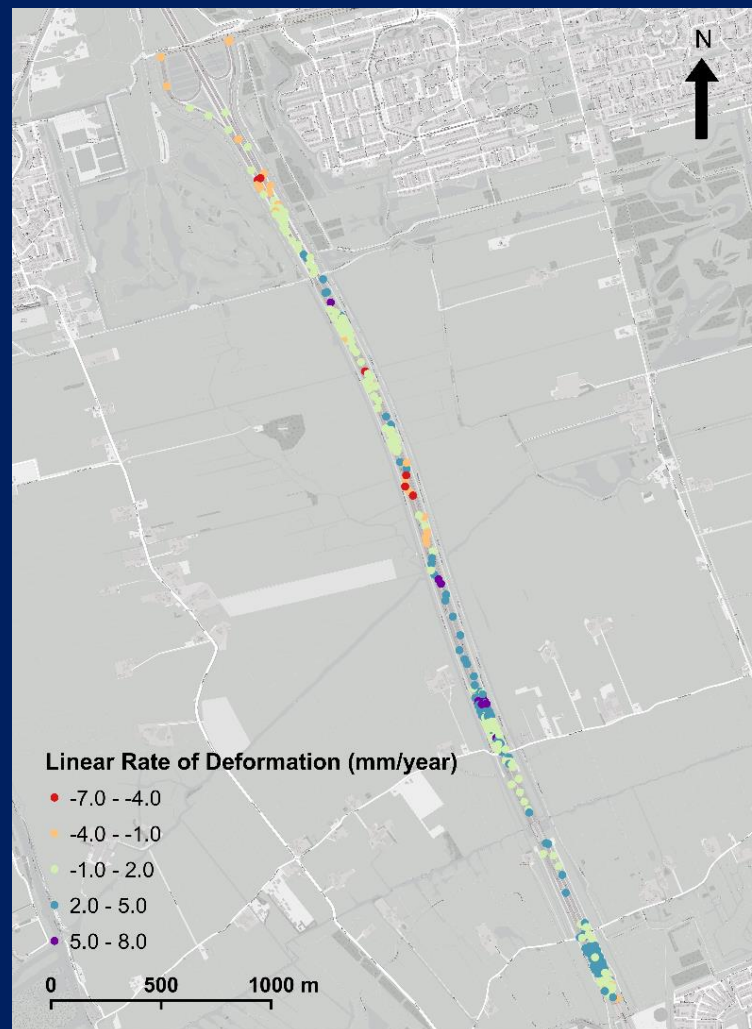 N
Linear Rate of Deformation (mm/year)
-7.0 - -4.0
-4.0 - -1.0
-1.0 - 2.0
2.0 - 5.0
5.0 - 8.0
0 500 1000 m